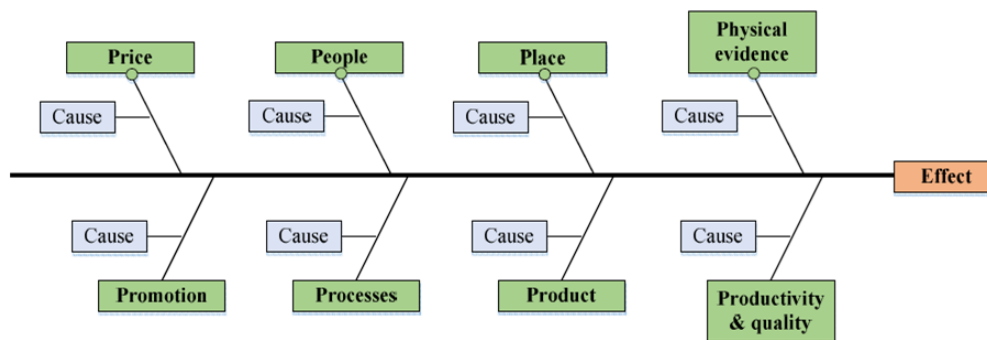 Price
People
Place
Physical
evidence
Cause
Cause
Cause
Cause
Effect
Cause
Cause
Cause
Cause
Promotion
Processes
Product
Productivity
& quality